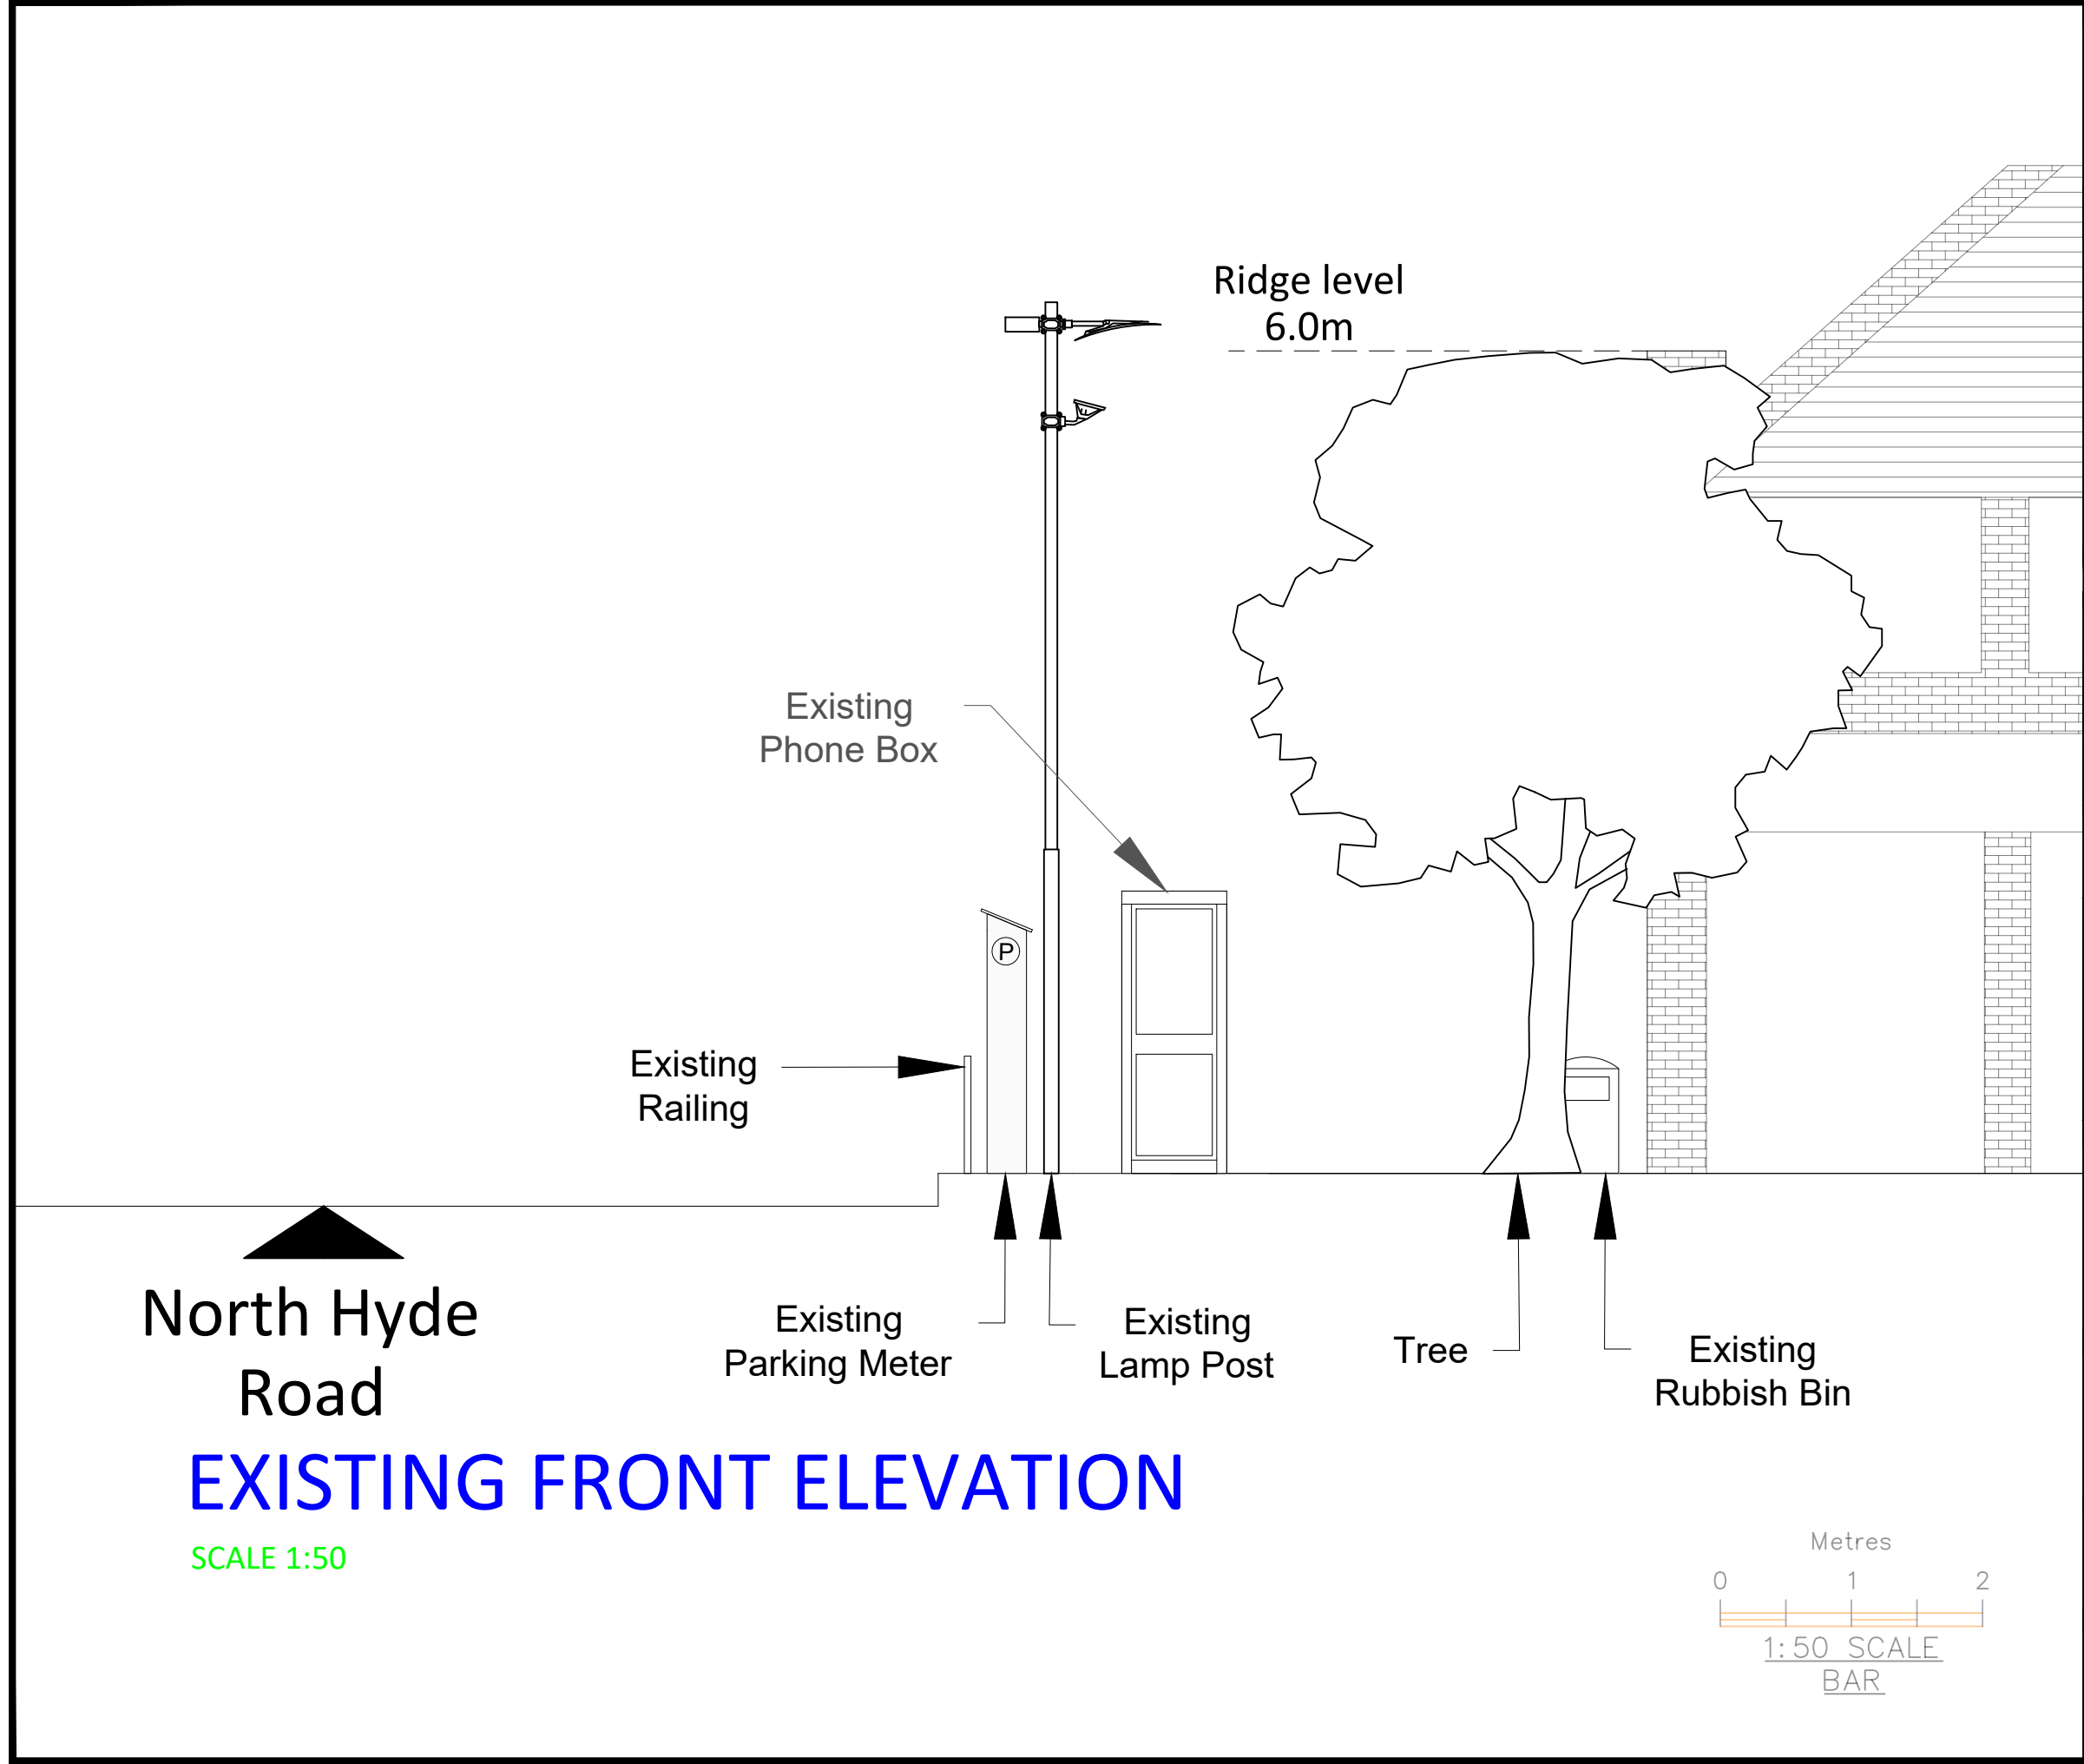 Ridge level
6.0m
Existing
Phone Box
P
Existing
Railing
North Hyde
Road
Existing
Parking Meter
Existing
Lamp Post
Tree
Existing
Rubbish Bin
EXISTING FRONT ELEVATION
SCALE 1:50
Metres
0 1 2
1:50 SCALE
BAR